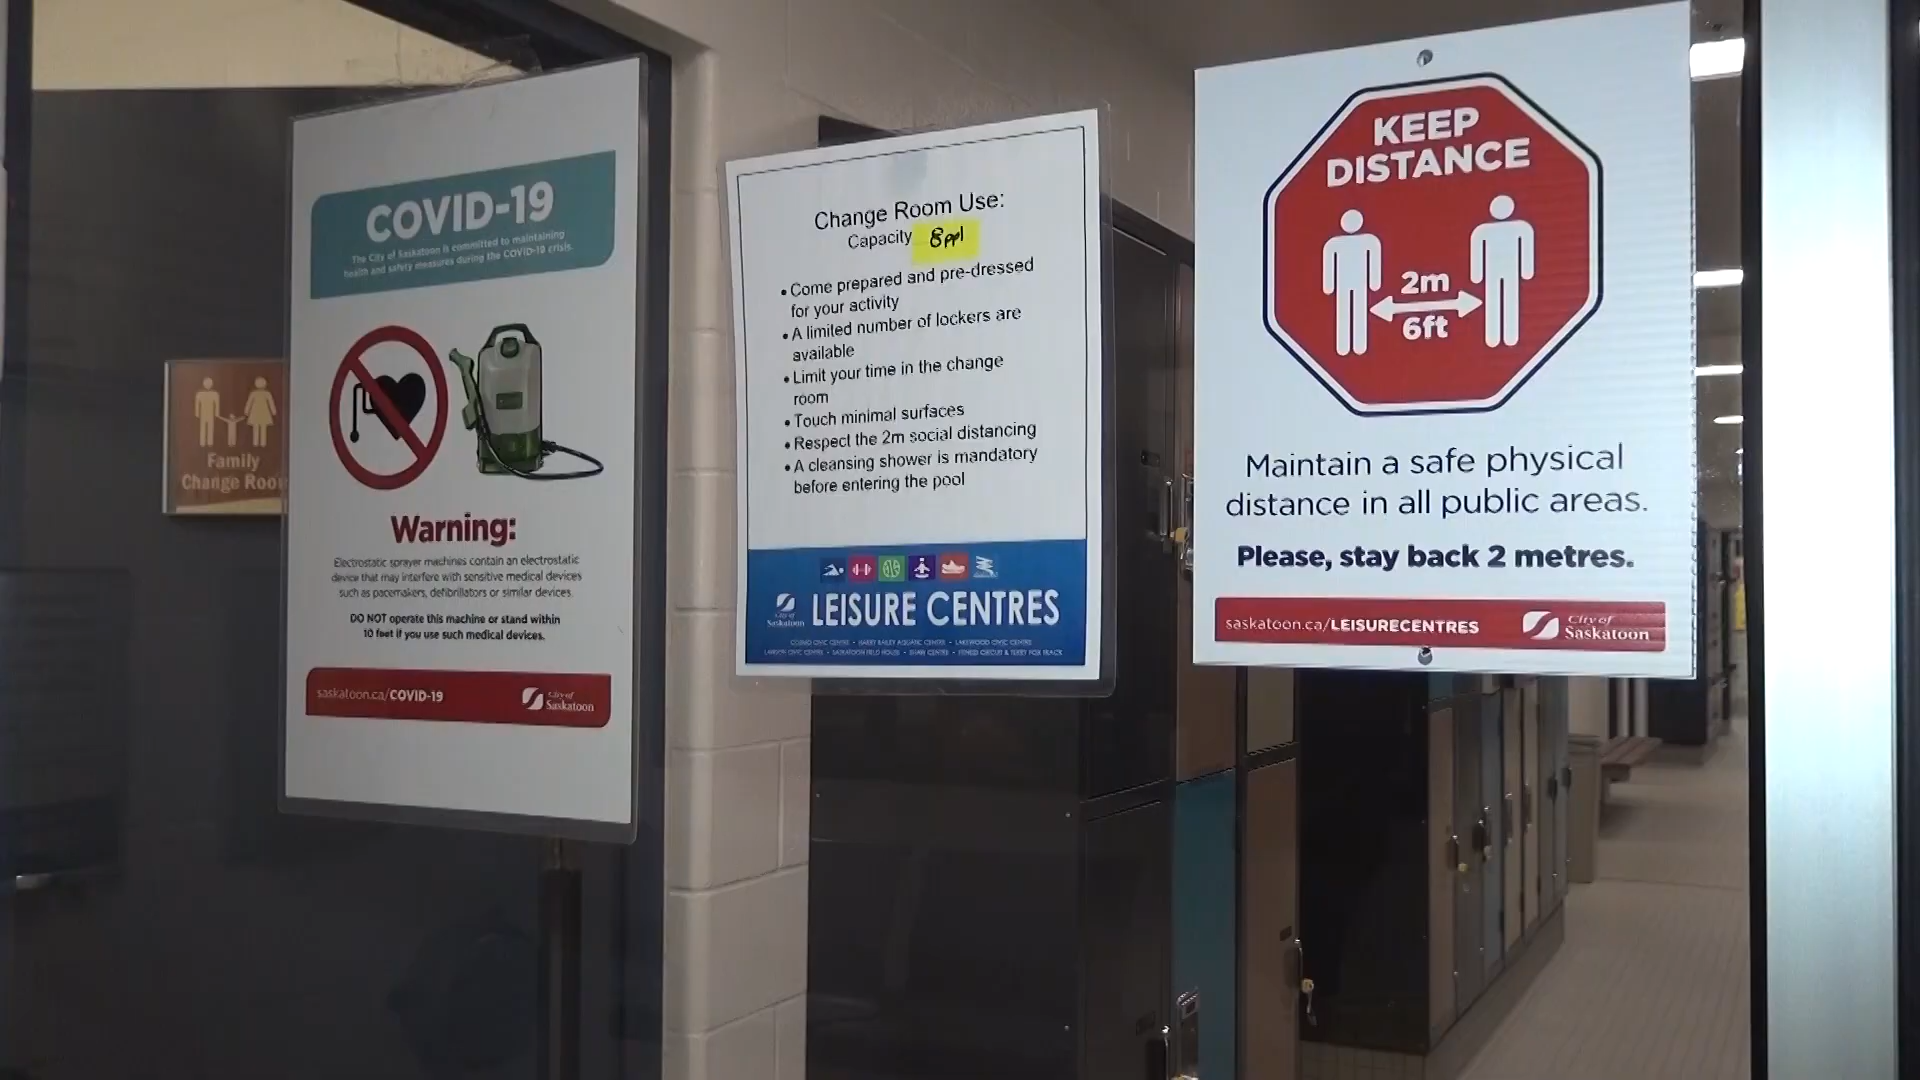 Family
Change Roo
COVID-19
The City of Saskatoon is committed to maintaining
health and safety measures during the COVID-19 crisis.
Warning:
Electrostatic sprayer machines contain an electrostatic
device that may interfere with sensitive medical devices
such as pacemakers, defibrillators or similar devices.
DO NOT operate this machine or stand within
10 feet if you use such medical devices.
saskatoon.ca/COVID-19
City of
Saskatoon
Change Room Use:
Capacity 8 ppl
• Come prepared and pre-dressed
for your activity
• A limited number of lockers are
available
• Limit your time in the change
room
• Touch minimal surfaces
• Respect the 2m social distancing
• A cleansing shower is mandatory
before entering the pool
City of
Saskatoon
LEISURE CENTRES
COSMO CIVIC CENTRE • HARRY BAILEY AQUATIC CENTRE • LAKEWOOD CIVIC CENTRE
LAWSON CIVIC CENTRE • SASKATOON FIELD HOUSE • SHAW CENTRE • FITNESS CIRCUIT & TERRY FOX TRACK
KEEP
DISTANCE
2m
6ft
Maintain a safe physical
distance in all public areas.
Please, stay back 2 metres.
saskatoon.ca/LEISURECENTRES
City of
Saskatoon